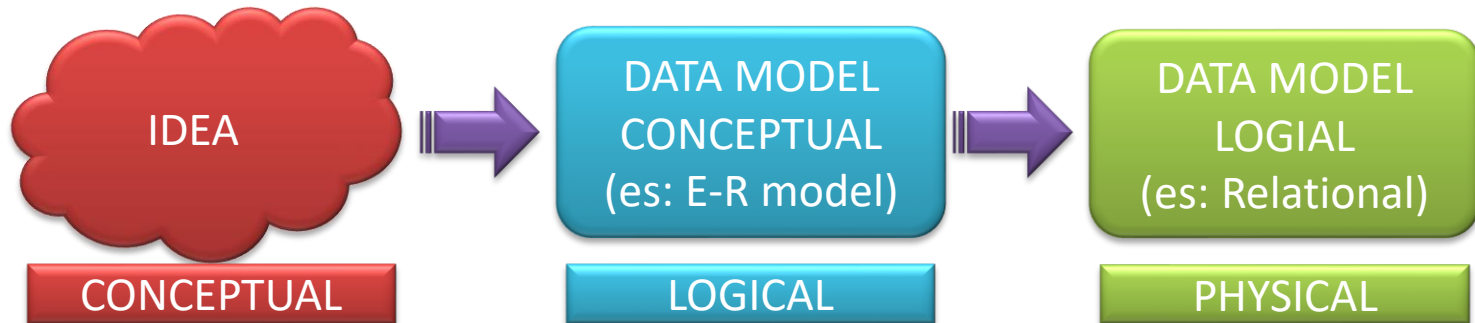 IDEA
DATA MODEL
CONCEPTUAL
(es: E-R model)
DATA MODEL
LOGIAL
(es: Relational)
CONCEPTUAL
LOGICAL
PHYSICAL